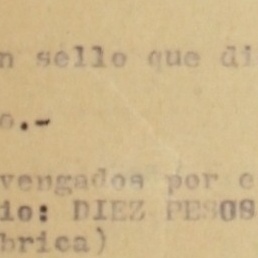 n sello que di
o.-
vengados por e
io: DIEZ PESOS
brica)